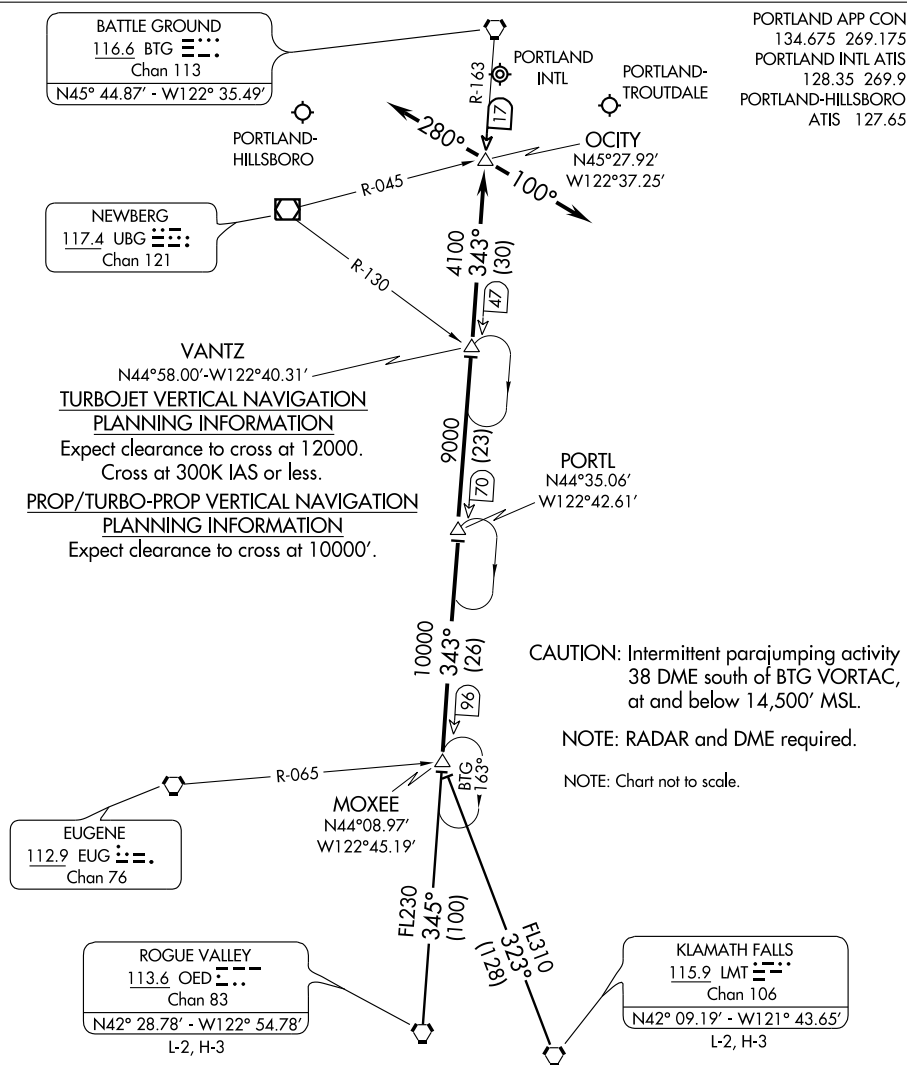 BATTLE GROUND
116.6 BTG
Chan 113
N45° 44.87' - W122° 35.49'
PORTLAND APP CON
134.675 269.175
PORTLAND INTL ATIS
128.35 269.9
PORTLAND-HILLSBORO
ATIS 127.65
PORTLAND
INTL
PORTLAND-
TROUTDALE
R-163
17
PORTLAND-
HILLSBORO
280°
100°
OCITY
N45°27.92'
W122°37.25'
R-045
NEWBERG
117.4 UBG
Chan 121
R-130
4100
343°
(30)
47
VANTZ
N44°58.00'-W122°40.31'
TURBOJET VERTICAL NAVIGATION
PLANNING INFORMATION
Expect clearance to cross at 12000.
Cross at 300K IAS or less.
PROP/TURBO-PROP VERTICAL NAVIGATION
PLANNING INFORMATION
Expect clearance to cross at 10000'.
9000
(23)
70
PORTL
N44°35.06'
W122°42.61'
10000
343°
(26)
96
CAUTION: Intermittent parajumping activity
38 DME south of BTG VORTAC,
at and below 14,500' MSL.
NOTE: RADAR and DME required.
NOTE: Chart not to scale.
R-065
BTG
163°
MOXEE
N44°08.97'
W122°45.19'
EUGENE
112.9 EUG
Chan 76
FL230
345°
(100)
FL310
323°
(128)
ROGUE VALLEY
113.6 OED
Chan 83
N42° 28.78' - W122° 54.78'
L-2, H-3
KLAMATH FALLS
115.9 LMT
Chan 106
N42° 09.19' - W121° 43.65'
L-2, H-3